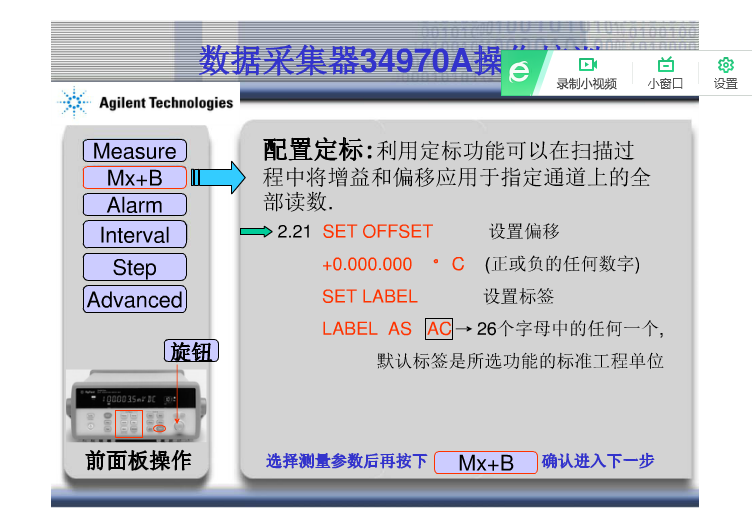 数据采集器34970A操
录制小视频
小窗口
设置
Agilent Technologies
Measure
Mx+B
Alarm
Interval
Step
Advanced
旋钮
前面板操作
配置定标:利用定标功能可以在扫描过
程中将增益和偏移应用于指定通道上的全
部读数.
2.21 SET OFFSET 设置偏移
+0.000.000 ° C (正或负的任何数字)
SET LABEL 设置标签
LABEL AS AC→26个字母中的任何一个,
默认标签是所选功能的标准工程单位
选择测量参数后再按下 Mx+B 确认进入下一步